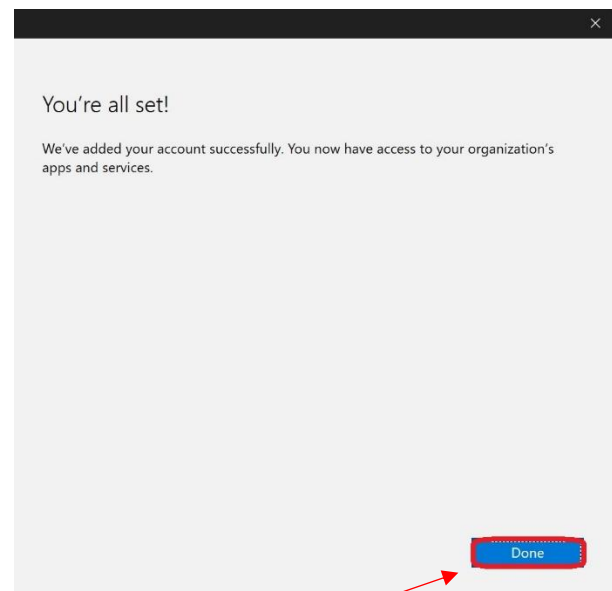 You're all set!
We've added your account successfully. You now have access to your organization's
apps and services.
Done